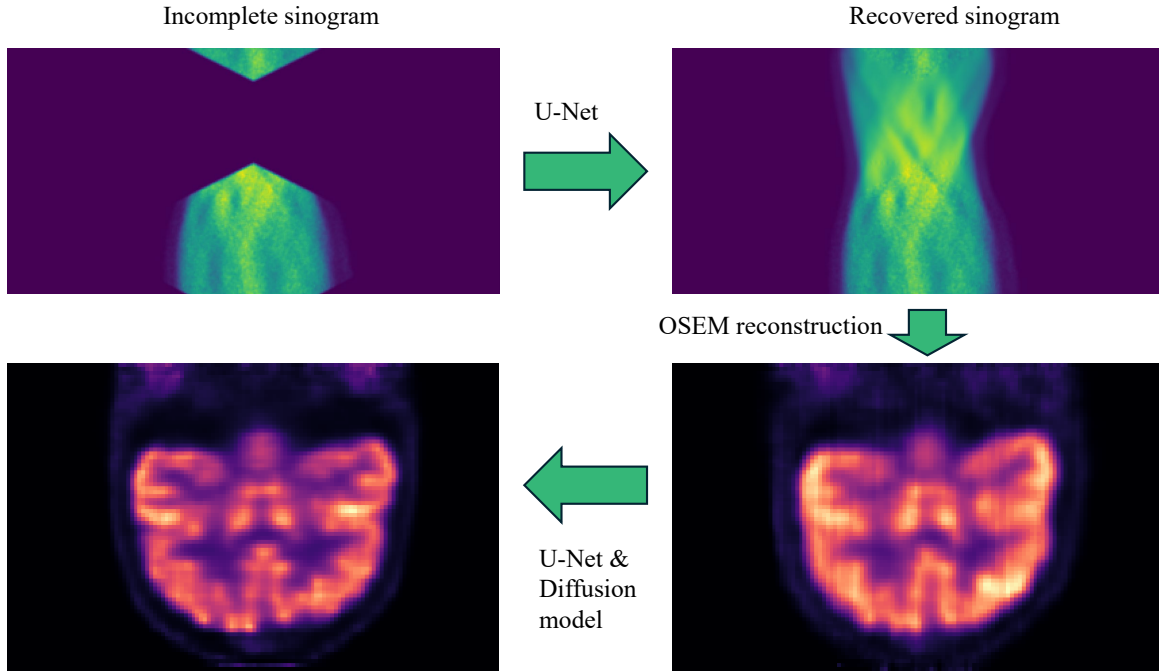 Incomplete sinogram
Recovered sinogram
U-Net
OSEM reconstruction
U-Net &
Diffusion
model